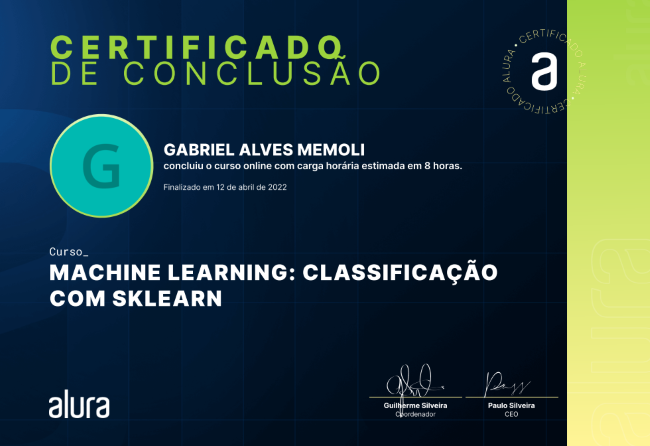 CERTIFICADO
DE CONCLUSÃO
CERTIFICADO ALURA • CERTIFICADO ALURA •
a
G
GABRIEL ALVES MEMOLI
concluiu o curso online com carga horária estimada em 8 horas.
Finalizado em 12 de abril de 2022
Curso_
MACHINE LEARNING: CLASSIFICAÇÃO
COM SKLEARN
alura
Guilherme Silveira
Coordenador
Paulo Silveira
CEO
alura